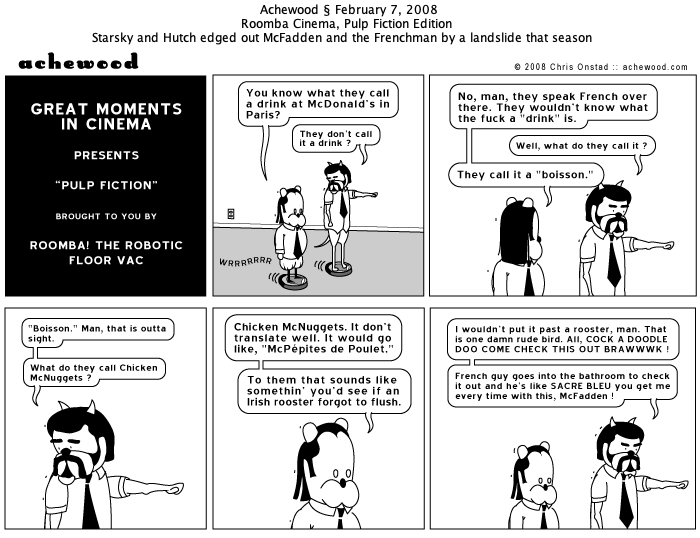 Achewood § February 7, 2008
Roomba Cinema, Pulp Fiction Edition
Starsky and Hutch edged out McFadden and the Frenchman by a landslide that season
achewood
© 2008 Chris Onstad :: achewood.com
GREAT MOMENTS
IN CINEMA
PRESENTS
"PULP FICTION"
BROUGHT TO YOU BY
ROOMBA! THE ROBOTIC
FLOOR VAC
You know what they call
a drink at McDonald's in
Paris?
They don't call
it a drink ?
WRRRRRRR
No, man, they speak French over
there. They wouldn't know what
the fuck a "drink" is.
Well, what do they call it ?
They call it a "boisson."
"Boisson." Man, that is outta
sight.
What do they call Chicken
McNuggets ?
Chicken McNuggets. It don't
translate well. It would go
like, "McPépites de Poulet."
To them that sounds like
somethin' you'd see if an
Irish rooster forgot to flush.
I wouldn't put it past a rooster, man. That
is one damn rude bird. All, COCK A DOODLE
DOO COME CHECK THIS OUT BRAWWWK !
French guy goes into the bathroom to check
it out and he's like SACRE BLEU you get me
every time with this, McFadden !